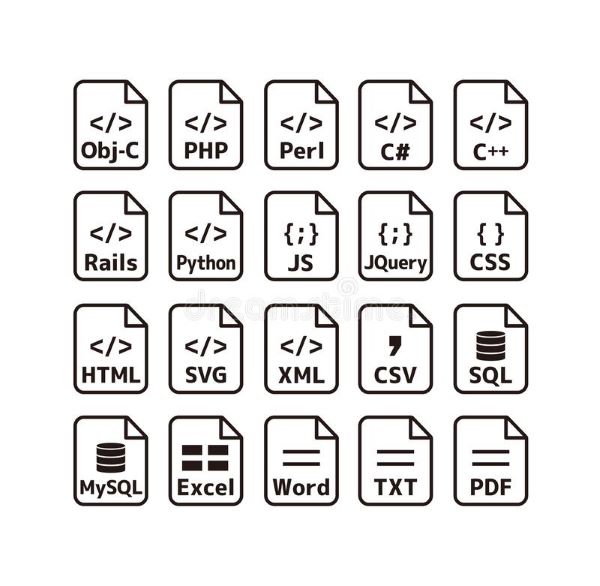 </> </> </> </> </>
Obj-C PHP Perl C# C++
</> </> {;} {;} { }
Rails Python JS JQuery CSS
dreamstime.com
</> </> </> ,
HTML SVG XML CSV SQL
MySQL Excel Word TXT PDF